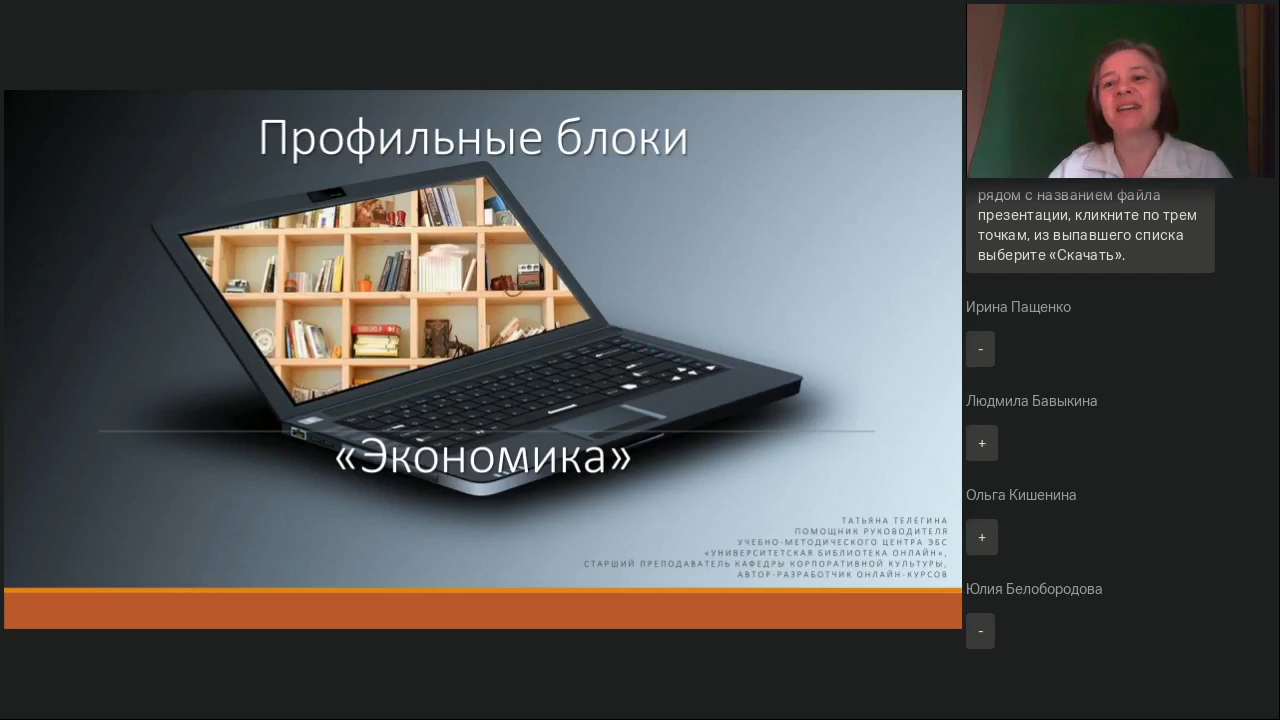 Профильные блоки
«Экономика»
ТАТЬЯНА ТЕЛЕГИНА
ПОМОЩНИК РУКОВОДИТЕЛЯ
УЧЕБНО-МЕТОДИЧЕСКОГО ЦЕНТРА ЭБС
«УНИВЕРСИТЕТСКАЯ БИБЛИОТЕКА ОНЛАЙН»,
СТАРШИЙ ПРЕПОДАВАТЕЛЬ КАФЕДРЫ КОРПОРАТИВНОЙ КУЛЬТУРЫ,
АВТОР-РАЗРАБОТЧИК ОНЛАЙН-КУРСОВ
рядом с названием файла
презентации, кликните по трем
точкам, из выпавшего списка
выберите «Скачать».
Ирина Пащенко
-
Людмила Бавыкина
+
Ольга Кишенина
+
Юлия Белобородова
-